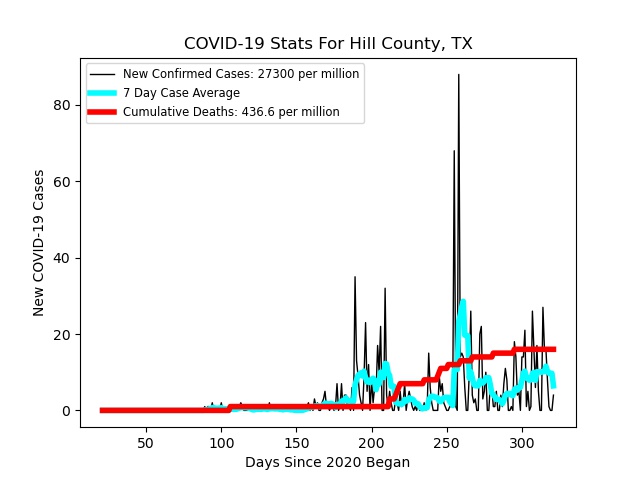 COVID-19 Stats For Hill County, TX
New Confirmed Cases: 27300 per million
7 Day Case Average
Cumulative Deaths: 436.6 per million
New COVID-19 Cases
80
60
40
20
0
50 100 150 200 250 300
Days Since 2020 Began